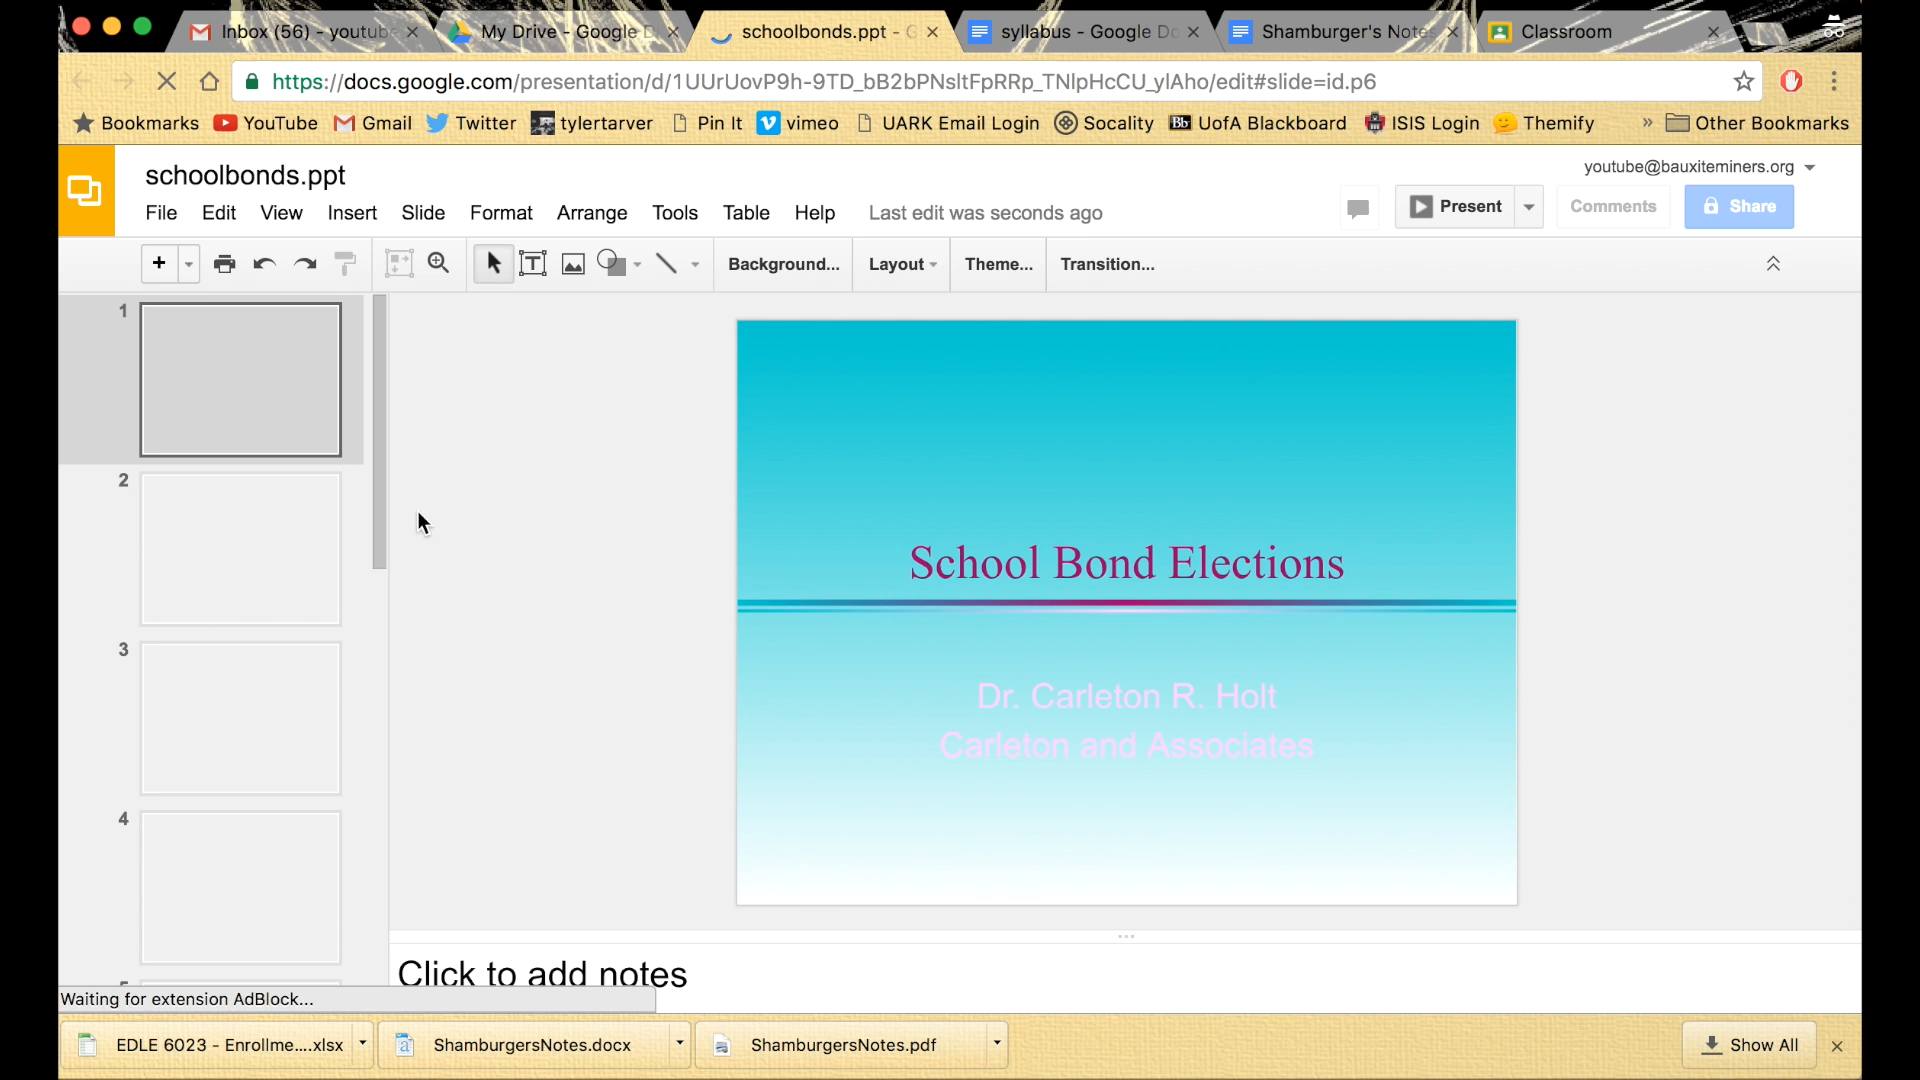 Inbox (56) - youtub
My Drive - Google D
schoolbonds.ppt - G
syllabus - Google Do
Shamburger's Note
Classroom
https://docs.google.com/presentation/d/1UUrUovP9h-9TD_bB2bPNsItFpRRp_TNlpHcCU_ylAho/edit#slide=id.p6
Bookmarks YouTube Gmail Twitter tylertarver Pin It vimeo UARK Email Login Socality Bb UofA Blackboard ISIS Login Themify » Other Bookmarks
schoolbonds.ppt
youtube@bauxiteminers.org
File Edit View Insert Slide Format Arrange Tools Table Help Last edit was seconds ago
Present Comments Share
Background... Layout Theme... Transition...
1
2
3
4
School Bond Elections
Dr. Carleton R. Holt
Carleton and Associates
Click to add notes
Waiting for extension AdBlock...
EDLE 6023 - Enrollme....xlsx
ShamburgersNotes.docx
ShamburgersNotes.pdf
Show All